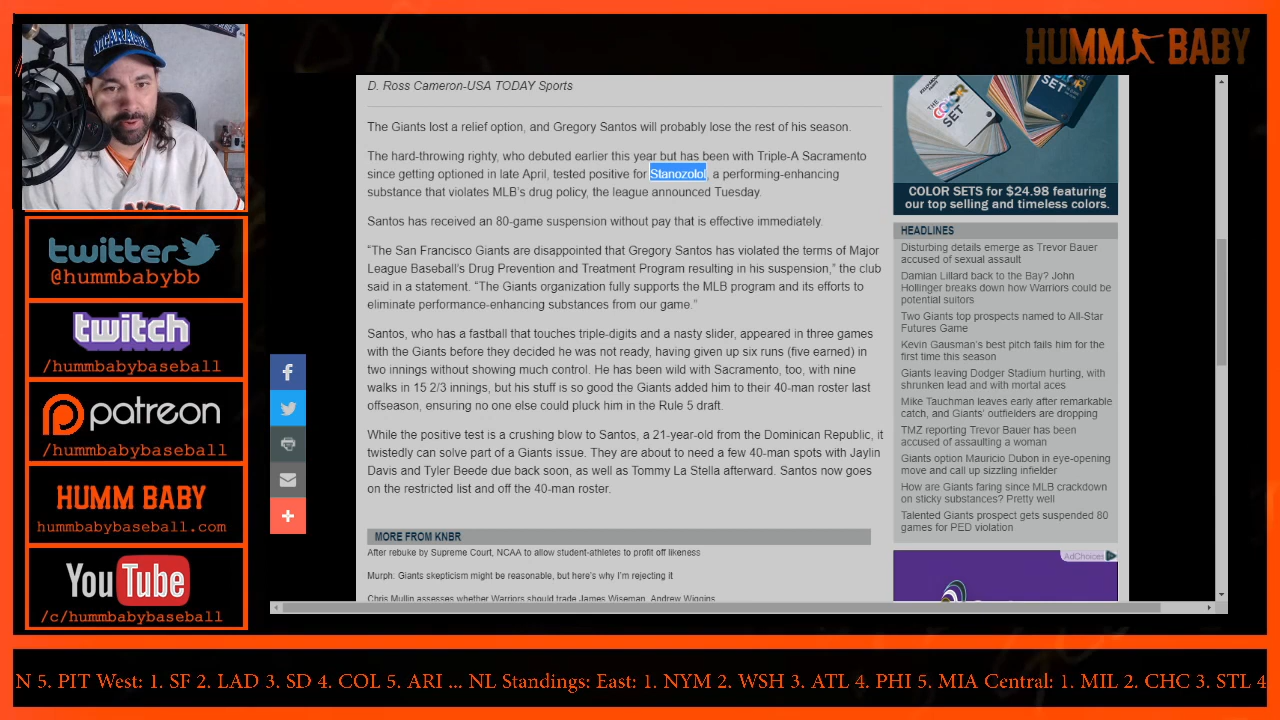 NICARAGUA
HUMM BABY
D. Ross Cameron-USA TODAY Sports
The Giants lost a relief option, and Gregory Santos will probably lose the rest of his season.
The hard-throwing righty, who debuted earlier this year but has been with Triple-A Sacramento
since getting optioned in late April, tested positive for Stanozolol, a performing-enhancing
substance that violates MLB's drug policy, the league announced Tuesday.
Santos has received an 80-game suspension without pay that is effective immediately.
“The San Francisco Giants are disappointed that Gregory Santos has violated the terms of Major
League Baseball's Drug Prevention and Treatment Program resulting in his suspension,” the club
said in a statement. “The Giants organization fully supports the MLB program and its efforts to
eliminate performance-enhancing substances from our game.”
Santos, who has a fastball that touches triple-digits and a nasty slider, appeared in three games
with the Giants before they decided he was not ready, having given up six runs (five earned) in
two innings without showing much control. He has been wild with Sacramento, too, with nine
walks in 15 2/3 innings, but his stuff is so good the Giants added him to their 40-man roster last
offseason, ensuring no one else could pluck him in the Rule 5 draft.
While the positive test is a crushing blow to Santos, a 21-year-old from the Dominican Republic, it
twistedly can solve part of a Giants issue. They are about to need a few 40-man spots with Jaylin
Davis and Tyler Beede due back soon, as well as Tommy La Stella afterward. Santos now goes
on the restricted list and off the 40-man roster.
MORE FROM KNBR
After rebuke by Supreme Court, NCAA to allow student-athletes to profit off likeness
Murph: Giants skepticism might be reasonable, but here's why I'm rejecting it
Chris Mullin assesses whether Warriors should trade James Wiseman, Andrew Wiggins
THE COLOR SET
SET
COLOR SETS for $24.98 featuring
our top selling and timeless colors.
HEADLINES
Disturbing details emerge as Trevor Bauer
accused of sexual assault
Damian Lillard back to the Bay? John
Hollinger breaks down how Warriors could be
potential suitors
Two Giants top prospects named to All-Star
Futures Game
Kevin Gausman's best pitch fails him for the
first time this season
Giants leaving Dodger Stadium hurting, with
shrunken lead and with mortal aces
Mike Tauchman leaves early after remarkable
catch, and Giants' outfielders are dropping
TMZ reporting Trevor Bauer has been
accused of assaulting a woman
Giants option Mauricio Dubon in eye-opening
move and call up sizzling infielder
How are Giants faring since MLB crackdown
on sticky substances? Pretty well
Talented Giants prospect gets suspended 80
games for PED violation
AdChoices
twitter
@hummbabybb
twitch
/hummbabybaseball
patreon
/hummbabybaseball
HUMM BABY
hummbabybaseball.com
YouTube
/c/hummbabybaseball
N 5. PIT West: 1. SF 2. LAD 3. SD 4. COL 5. ARI ... NL Standings: East: 1. NYM 2. WSH 3. ATL 4. PHI 5. MIA Central: 1. MIL 2. CHC 3. STL 4